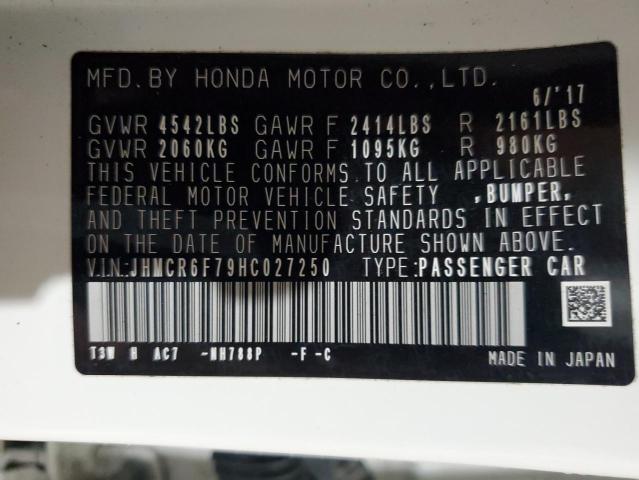 MFD. BY HONDA MOTOR CO.,LTD.
6/'17
GVWR 4542LBS GAWR F 2414LBS R 2161LBS
GVWR 2060KG GAWR F 1095KG R 980KG
THIS VEHICLE CONFORMS TO ALL APPLICABLE
FEDERAL MOTOR VEHICLE SAFETY ,BUMPER,
AND THEFT PREVENTION STANDARDS IN EFFECT
ON THE DATE OF MANUFACTURE SHOWN ABOVE.
V.I.N.:JHMCR6F79HC027250 TYPE:PASSENGER CAR
T3W H AC7 -NH788P -F -C
MADE IN JAPAN